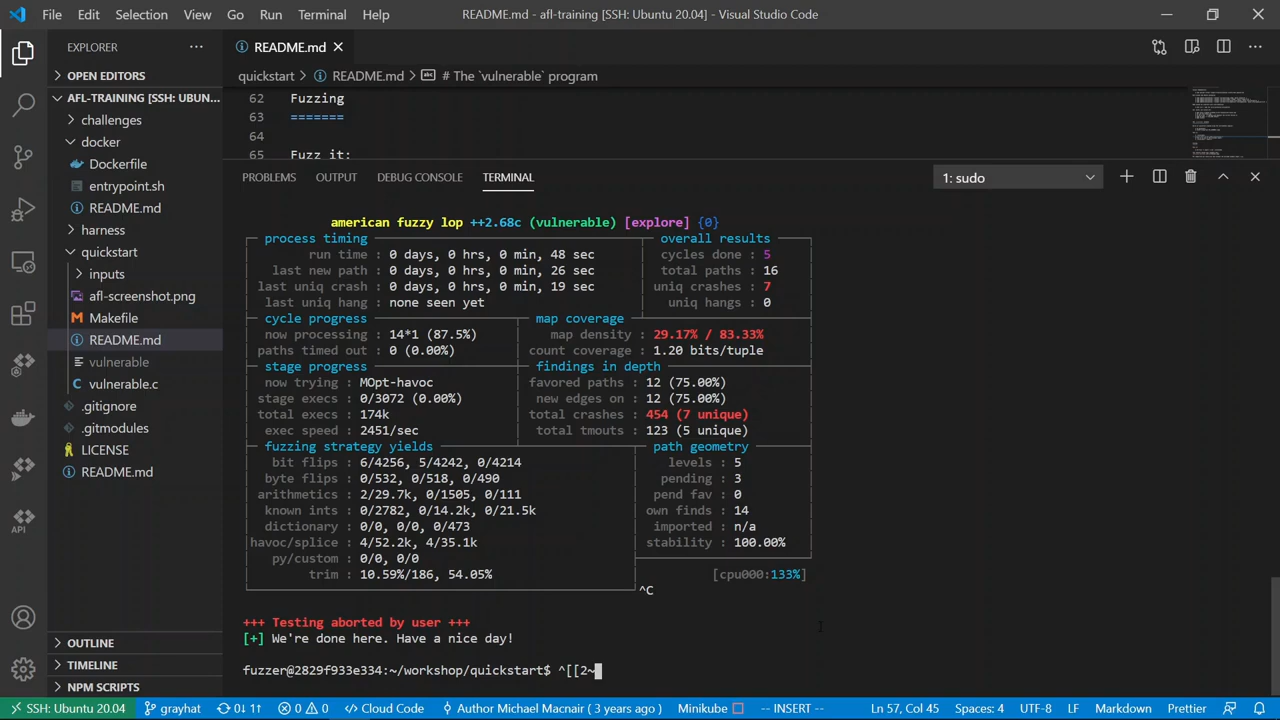 File Edit Selection View Go Run Terminal Help README.md - afl-training [SSH: Ubuntu 20.04] - Visual Studio Code
EXPLORER
OPEN EDITORS
AFL-TRAINING [SSH: UBUN...
challenges
docker
Dockerfile
entrypoint.sh
README.md
harness
quickstart
inputs
afl-screenshot.png
Makefile
README.md
vulnerable
vulnerable.c
.gitignore
.gitmodules
LICENSE
README.md
OUTLINE
TIMELINE
NPM SCRIPTS
API
README.md
quickstart > README.md > # The `vulnerable` program
62 Fuzzing
63 =======
64
65 Fuzz it:
PROBLEMS OUTPUT DEBUG CONSOLE TERMINAL 1: sudo
american fuzzy lop ++2.68c (vulnerable) [explore] {0}
process timing overall results
run time : 0 days, 0 hrs, 0 min, 48 sec cycles done : 5
last new path : 0 days, 0 hrs, 0 min, 26 sec total paths : 16
last uniq crash : 0 days, 0 hrs, 0 min, 19 sec uniq crashes : 7
last uniq hang : none seen yet uniq hangs : 0
cycle progress map coverage
now processing : 14*1 (87.5%) map density : 29.17% / 83.33%
paths timed out : 0 (0.00%) count coverage : 1.20 bits/tuple
stage progress findings in depth
now trying : MOpt-havoc favored paths : 12 (75.00%)
stage execs : 0/3072 (0.00%) new edges on : 12 (75.00%)
total execs : 174k total crashes : 454 (7 unique)
exec speed : 2451/sec total tmouts : 123 (5 unique)
fuzzing strategy yields path geometry
bit flips : 6/4256, 5/4242, 0/4214 levels : 5
byte flips : 0/532, 0/518, 0/490 pending : 3
arithmetics : 2/29.7k, 0/1505, 0/111 pend fav : 0
known ints : 0/2782, 0/14.2k, 0/21.5k own finds : 14
dictionary : 0/0, 0/0, 0/473 imported : n/a
havoc/splice : 4/52.2k, 4/35.1k stability : 100.00%
py/custom : 0/0, 0/0
trim : 10.59%/186, 54.05% [cpu000:133%]
^C
+++ Testing aborted by user +++
[+] We're done here. Have a nice day!
fuzzer@2829f933e334:~/workshop/quickstart$ ^[[2~
SSH: Ubuntu 20.04 grayhat 0↓ 1↑ 0 0 Cloud Code Author Michael Macnair ( 3 years ago ) Minikube -- INSERT -- Ln 57, Col 45 Spaces: 4 UTF-8 LF Markdown Prettier